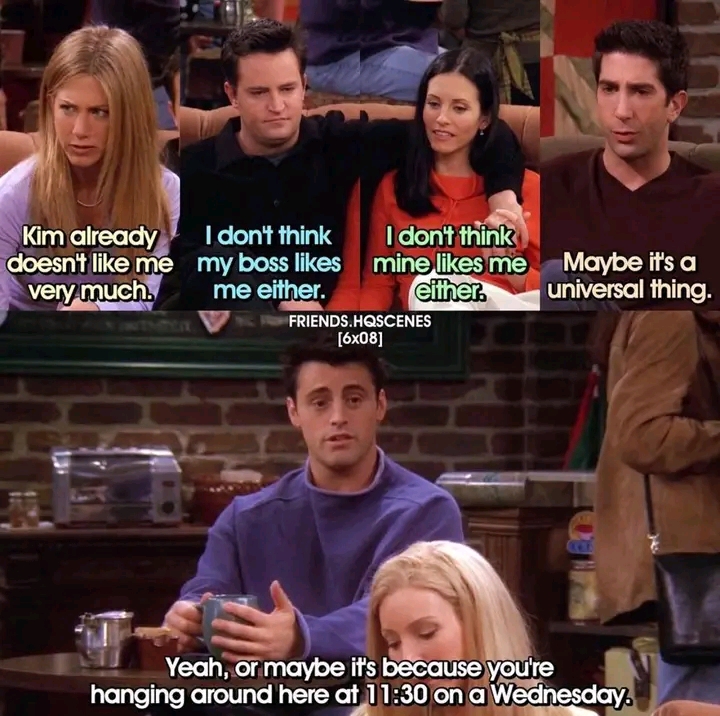 Kim already
doesn't like me
very much.
I don't think
my boss likes
me either.
I don't think
mine likes me
either.
Maybe it's a
universal thing.
FRIENDS.HQSCENES
[6x08]
Yeah, or maybe it's because you're
hanging around here at 11:30 on a Wednesday.